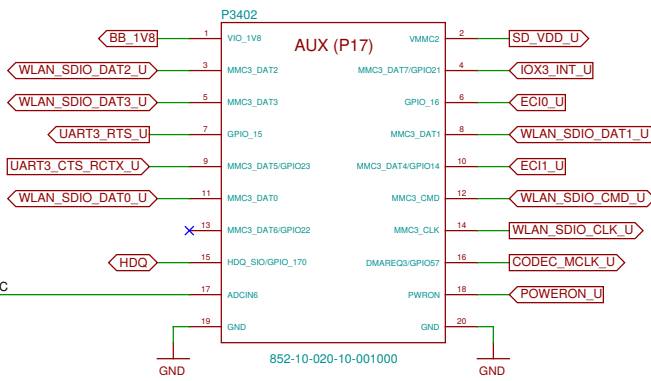 P3402
AUX (P17)
BB_1V8 1 VIO_1V8 VMMC2 2 SD_VDD_U
WLAN_SDIO_DAT2_U 3 MMC3_DAT2 MMC3_DAT7/GPIO21 4 IOX3_INT_U
WLAN_SDIO_DAT3_U 5 MMC3_DAT3 GPIO_16 6 ECI0_U
UART3_RTS_U 7 GPIO_15 MMC3_DAT1 8 WLAN_SDIO_DAT1_U
UART3_CTS_RCTX_U 9 MMC3_DAT5/GPIO23 MMC3_DAT4/GPIO14 10 ECI1_U
WLAN_SDIO_DAT0_U 11 MMC3_DAT0 MMC3_CMD 12 WLAN_SDIO_CMD_U
13 MMC3_DAT6/GPIO22 MMC3_CLK 14 WLAN_SDIO_CLK_U
HDQ 15 HDQ_SIO/GPIO_170 DMAREQ3/GPIO57 16 CODEC_MCLK_U
C 17 ADCIN6 PWRON 18 POWERON_U
19 GND GND 20
852-10-020-10-001000
GND GND